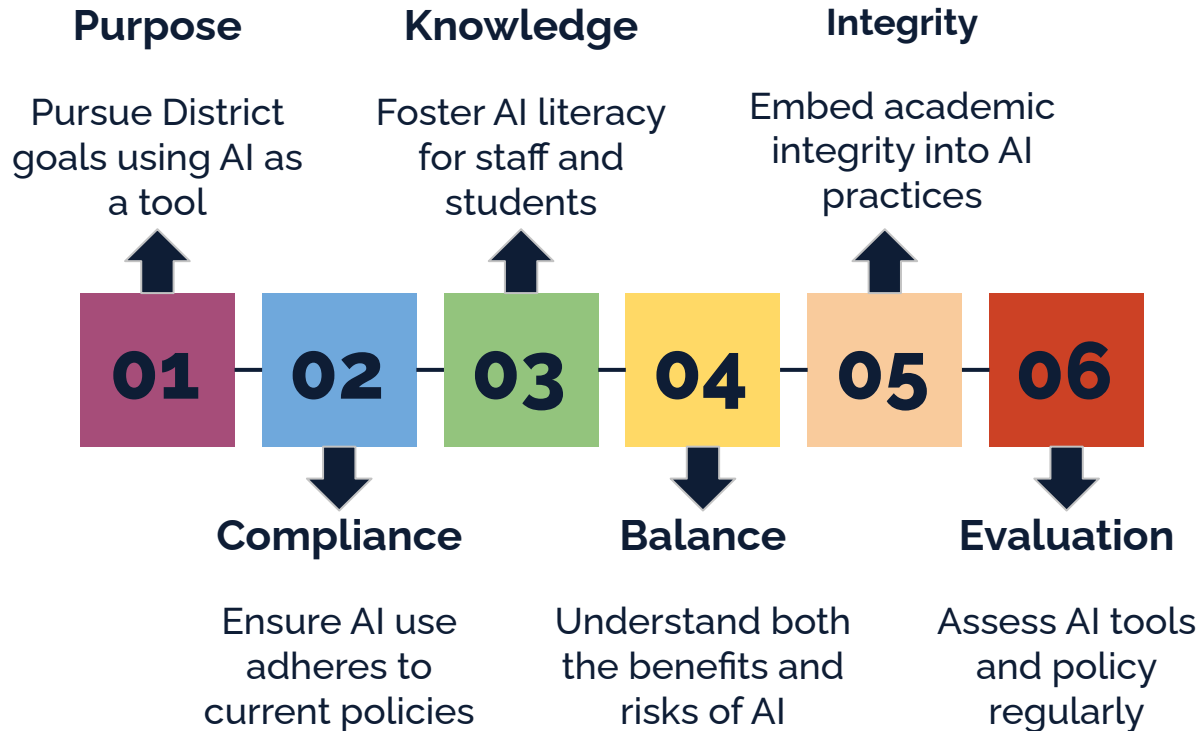 Purpose
Pursue District
goals using AI as
a tool
Knowledge
Foster AI literacy
for staff and
students
Integrity
Embed academic
integrity into AI
practices
01
02
03
04
05
06
Compliance
Ensure AI use
adheres to
current policies
Balance
Understand both
the benefits and
risks of AI
Evaluation
Assess AI tools
and policy
regularly